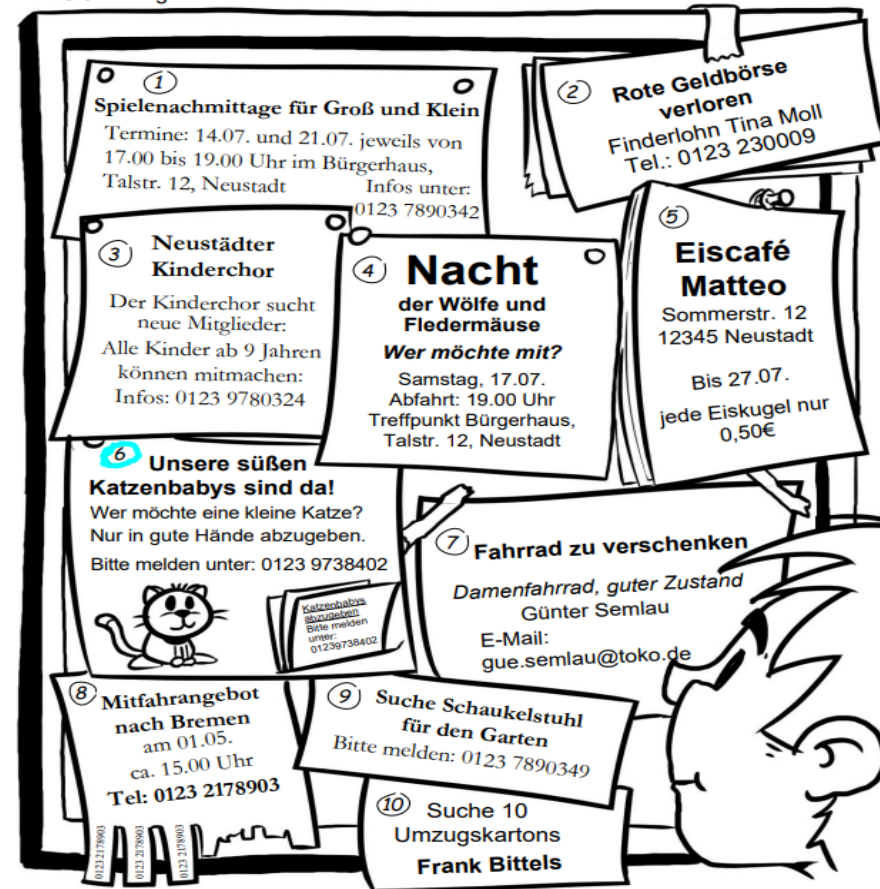 1
Spielenachmittage für Groß und Klein
Termine: 14.07. und 21.07. jeweils von
17.00 bis 19.00 Uhr im Bürgerhaus,
Talstr. 12, Neustadt Infos unter:
0123 7890342
2
Rote Geldbörse
verloren
Finderlohn Tina Moll
Tel.: 0123 230009
3
Neustädter
Kinderchor
Der Kinderchor sucht
neue Mitglieder:
Alle Kinder ab 9 Jahren
können mitmachen:
Infos: 0123 9780324
4
Nacht
der Wölfe und
Fledermäuse
Wer möchte mit?
Samstag, 17.07.
Abfahrt: 19.00 Uhr
Treffpunkt Bürgerhaus,
Talstr. 12, Neustadt
5
Eiscafé
Matteo
Sommerstr. 12
12345 Neustadt
Bis 27.07.
jede Eiskugel nur
0,50€
6
Unsere süßen
Katzenbabys sind da!
Wer möchte eine kleine Katze?
Nur in gute Hände abzugeben.
Bitte melden unter: 0123 9738402
Katzenbabys
abzugeben
Bitte melden
unter:
01239738402
7
Fahrrad zu verschenken
Damenfahrrad, guter Zustand
Günter Semlau
E-Mail:
gue.semlau@toko.de
8
Mitfahrangebot
nach Bremen
am 01.05.
ca. 15.00 Uhr
Tel: 0123 2178903
0123 2178903
0123 2178903
0123 2178903
9
Suche Schaukelstuhl
für den Garten
Bitte melden: 0123 7890349
10
Suche 10
Umzugskartons
Frank Bittels